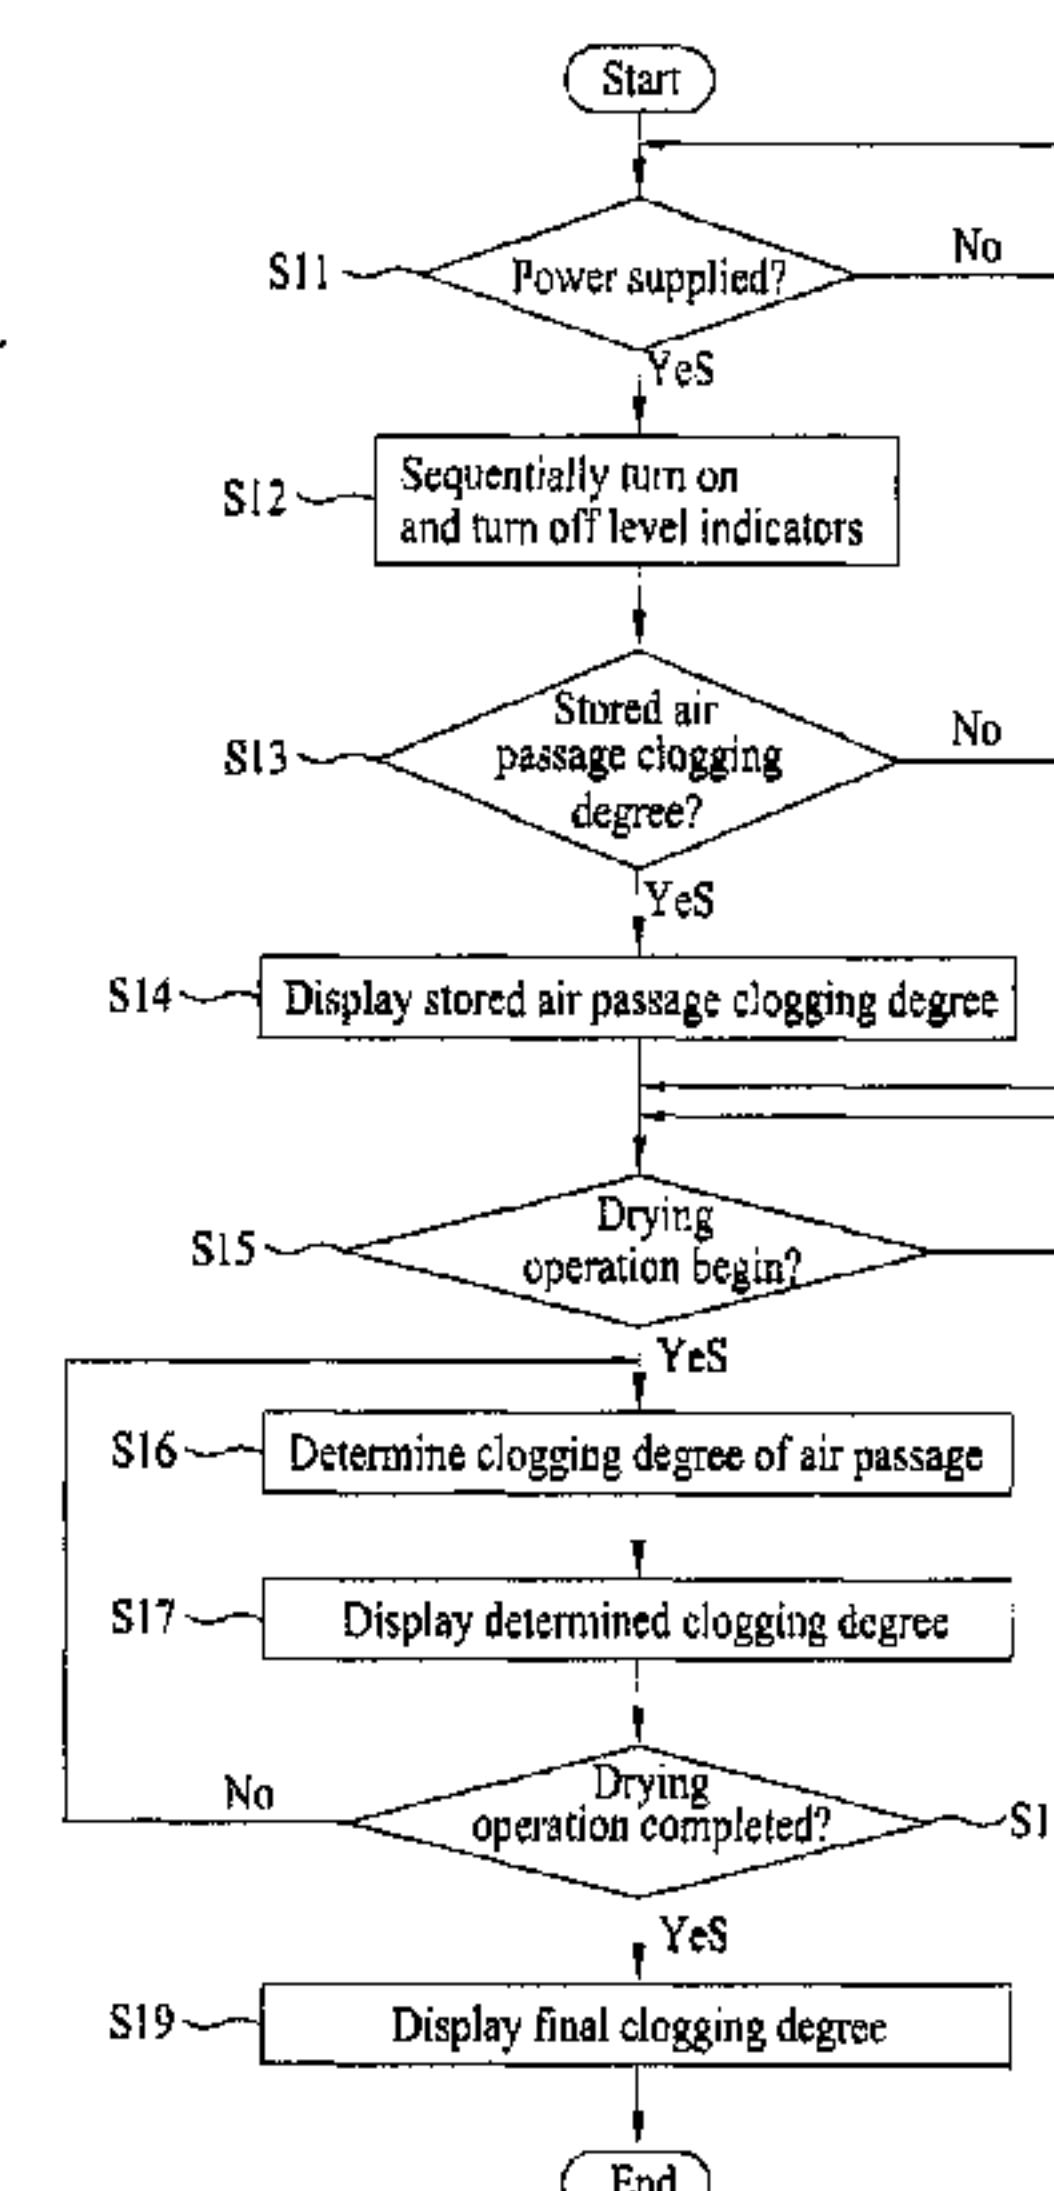 Start
S11
Power supplied?
No
YeS
S12
Sequentially turn on
and turn off level indicators
S13
Stored air
passage clogging
degree?
No
YeS
S14
Display stored air passage clogging degree
S15
Drying
operation begin?
YeS
S16
Determine clogging degree of air passage
S17
Display determined clogging degree
No
Drying
operation completed?
S1
YeS
S19
Display final clogging degree
End